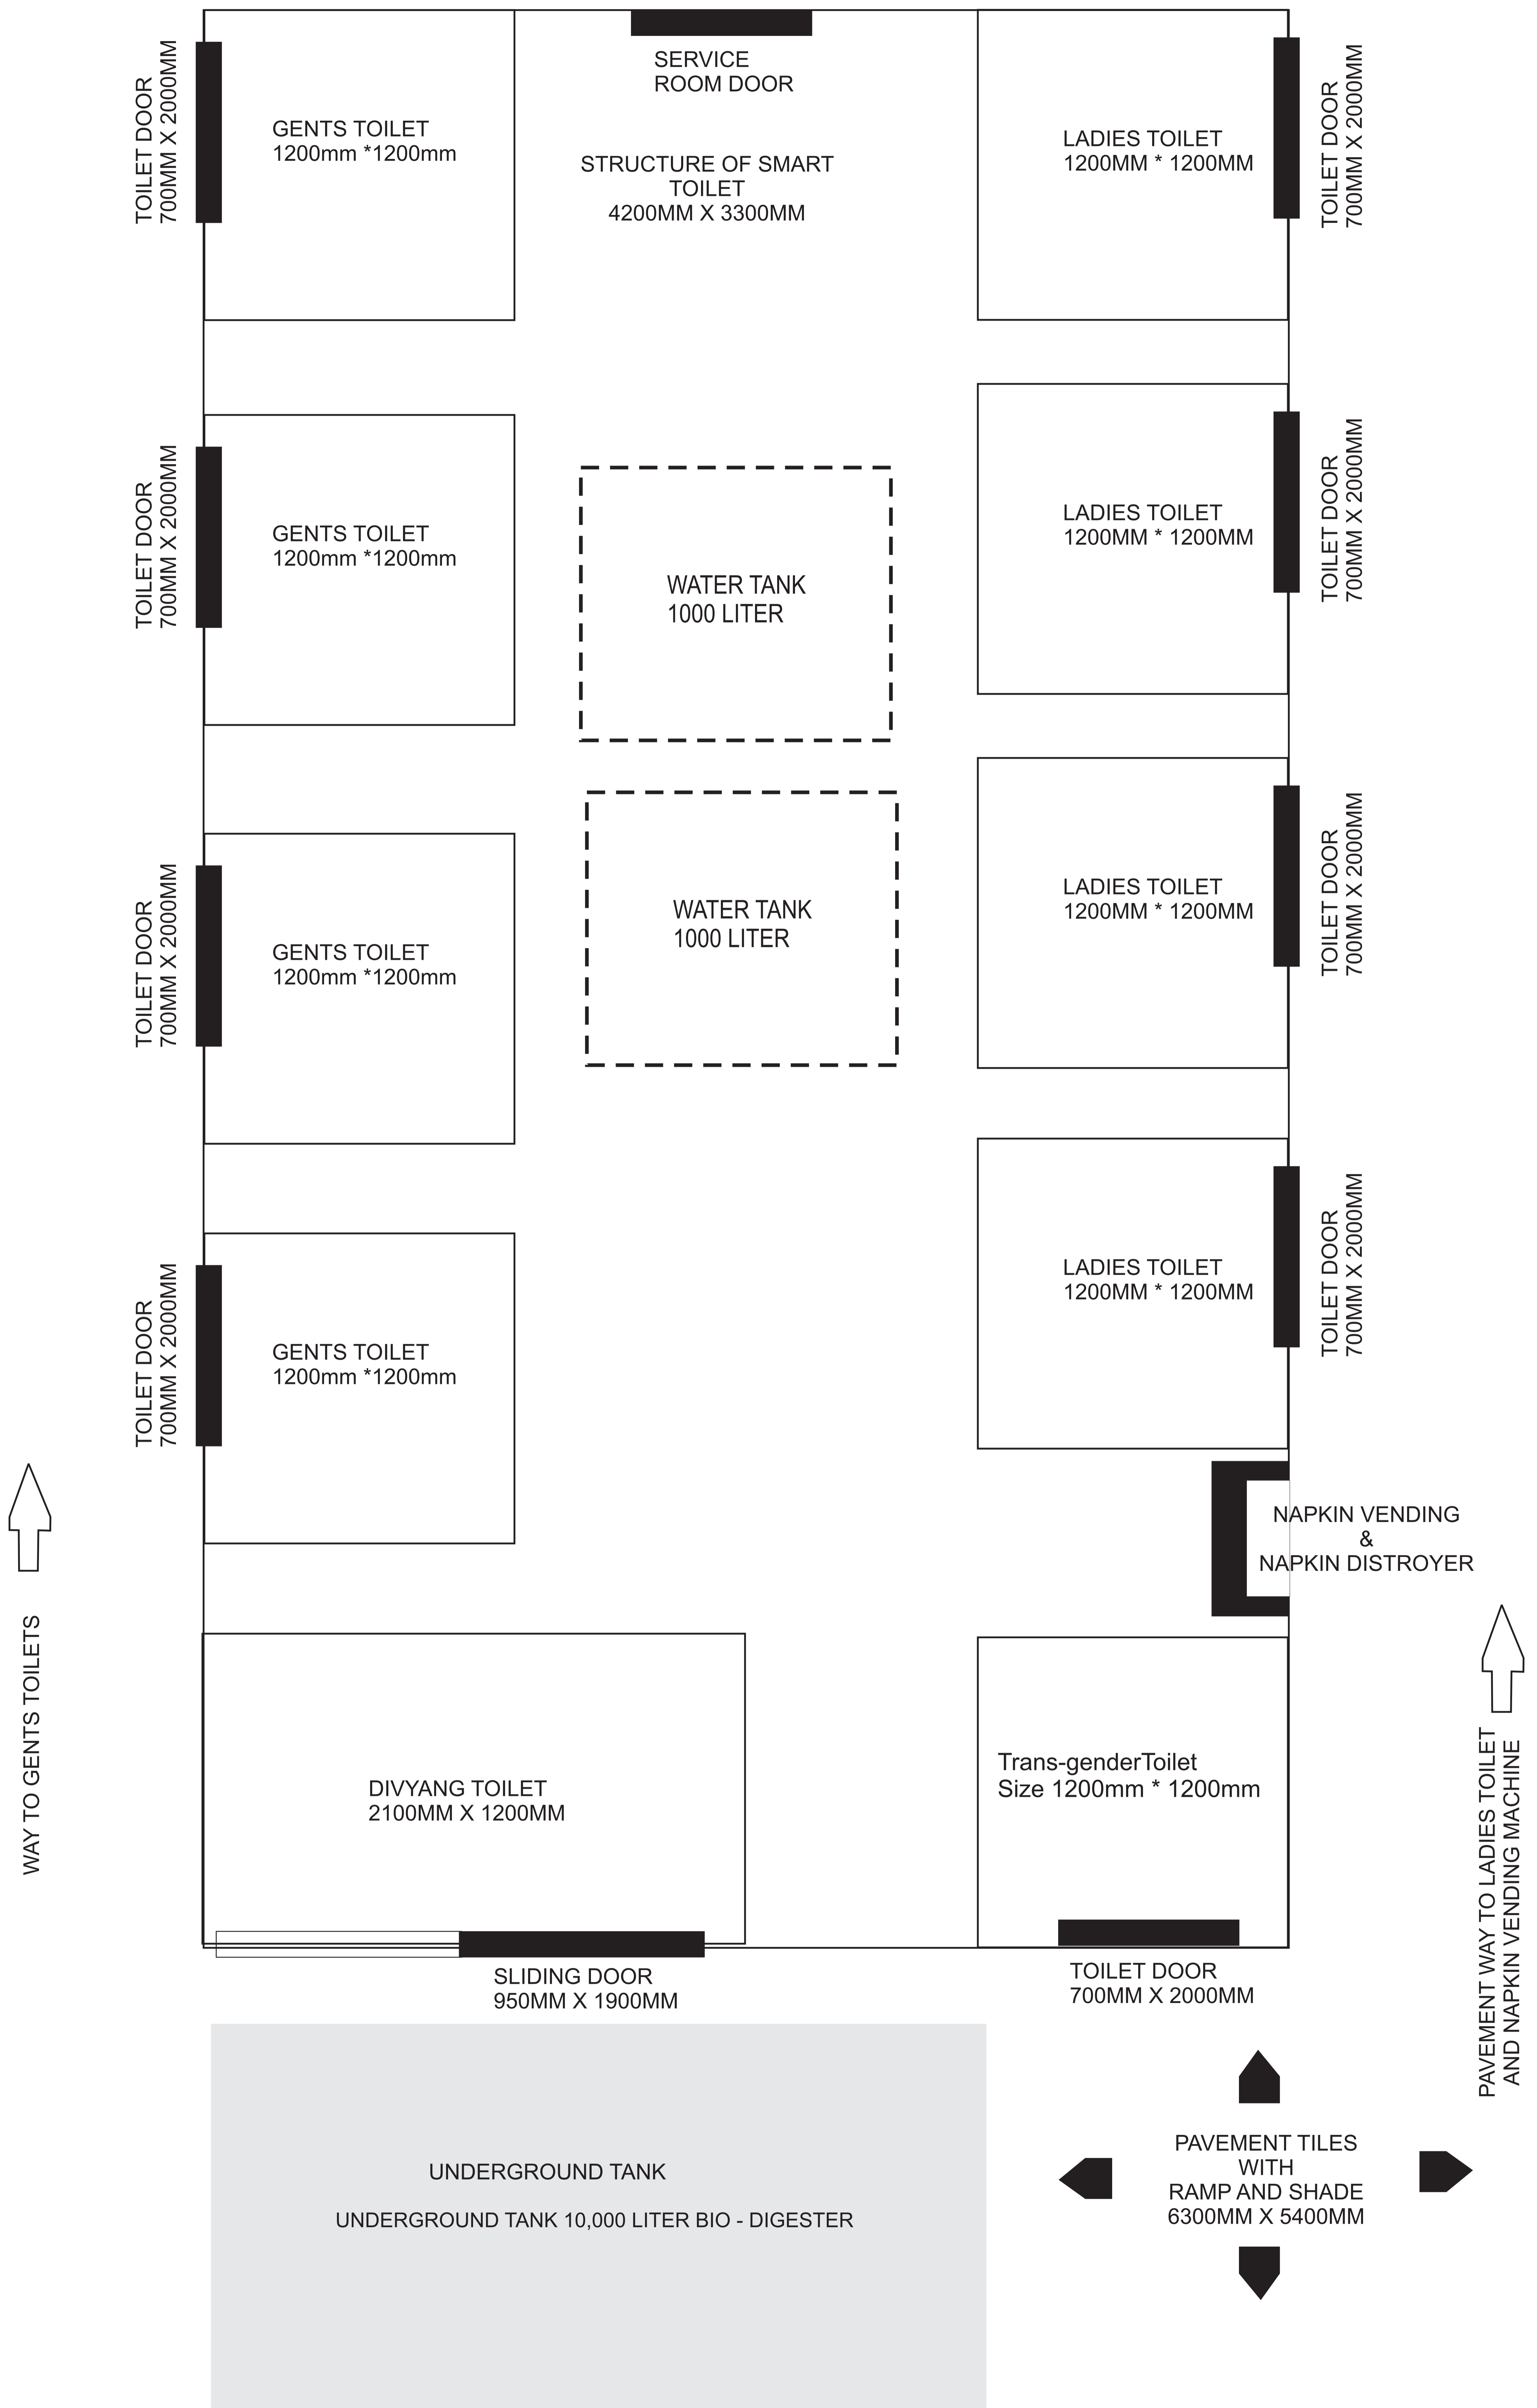 SERVICE
ROOM DOOR
STRUCTURE OF SMART
TOILET
4200MM X 3300MM
TOILET DOOR
700MM X 2000MM
GENTS TOILET
1200mm *1200mm
LADIES TOILET
1200MM * 1200MM
TOILET DOOR
700MM X 2000MM
TOILET DOOR
700MM X 2000MM
GENTS TOILET
1200mm *1200mm
WATER TANK
1000 LITER
LADIES TOILET
1200MM * 1200MM
TOILET DOOR
700MM X 2000MM
TOILET DOOR
700MM X 2000MM
GENTS TOILET
1200mm *1200mm
WATER TANK
1000 LITER
LADIES TOILET
1200MM * 1200MM
TOILET DOOR
700MM X 2000MM
TOILET DOOR
700MM X 2000MM
GENTS TOILET
1200mm *1200mm
LADIES TOILET
1200MM * 1200MM
TOILET DOOR
700MM X 2000MM
NAPKIN VENDING
&
NAPKIN DISTROYER
WAY TO GENTS TOILETS
DIVYANG TOILET
2100MM X 1200MM
Trans-genderToilet
Size 1200mm * 1200mm
PAVEMENT WAY TO LADIES TOILET
AND NAPKIN VENDING MACHINE
SLIDING DOOR
950MM X 1900MM
TOILET DOOR
700MM X 2000MM
UNDERGROUND TANK
UNDERGROUND TANK 10,000 LITER BIO - DIGESTER
PAVEMENT TILES
WITH
RAMP AND SHADE
6300MM X 5400MM